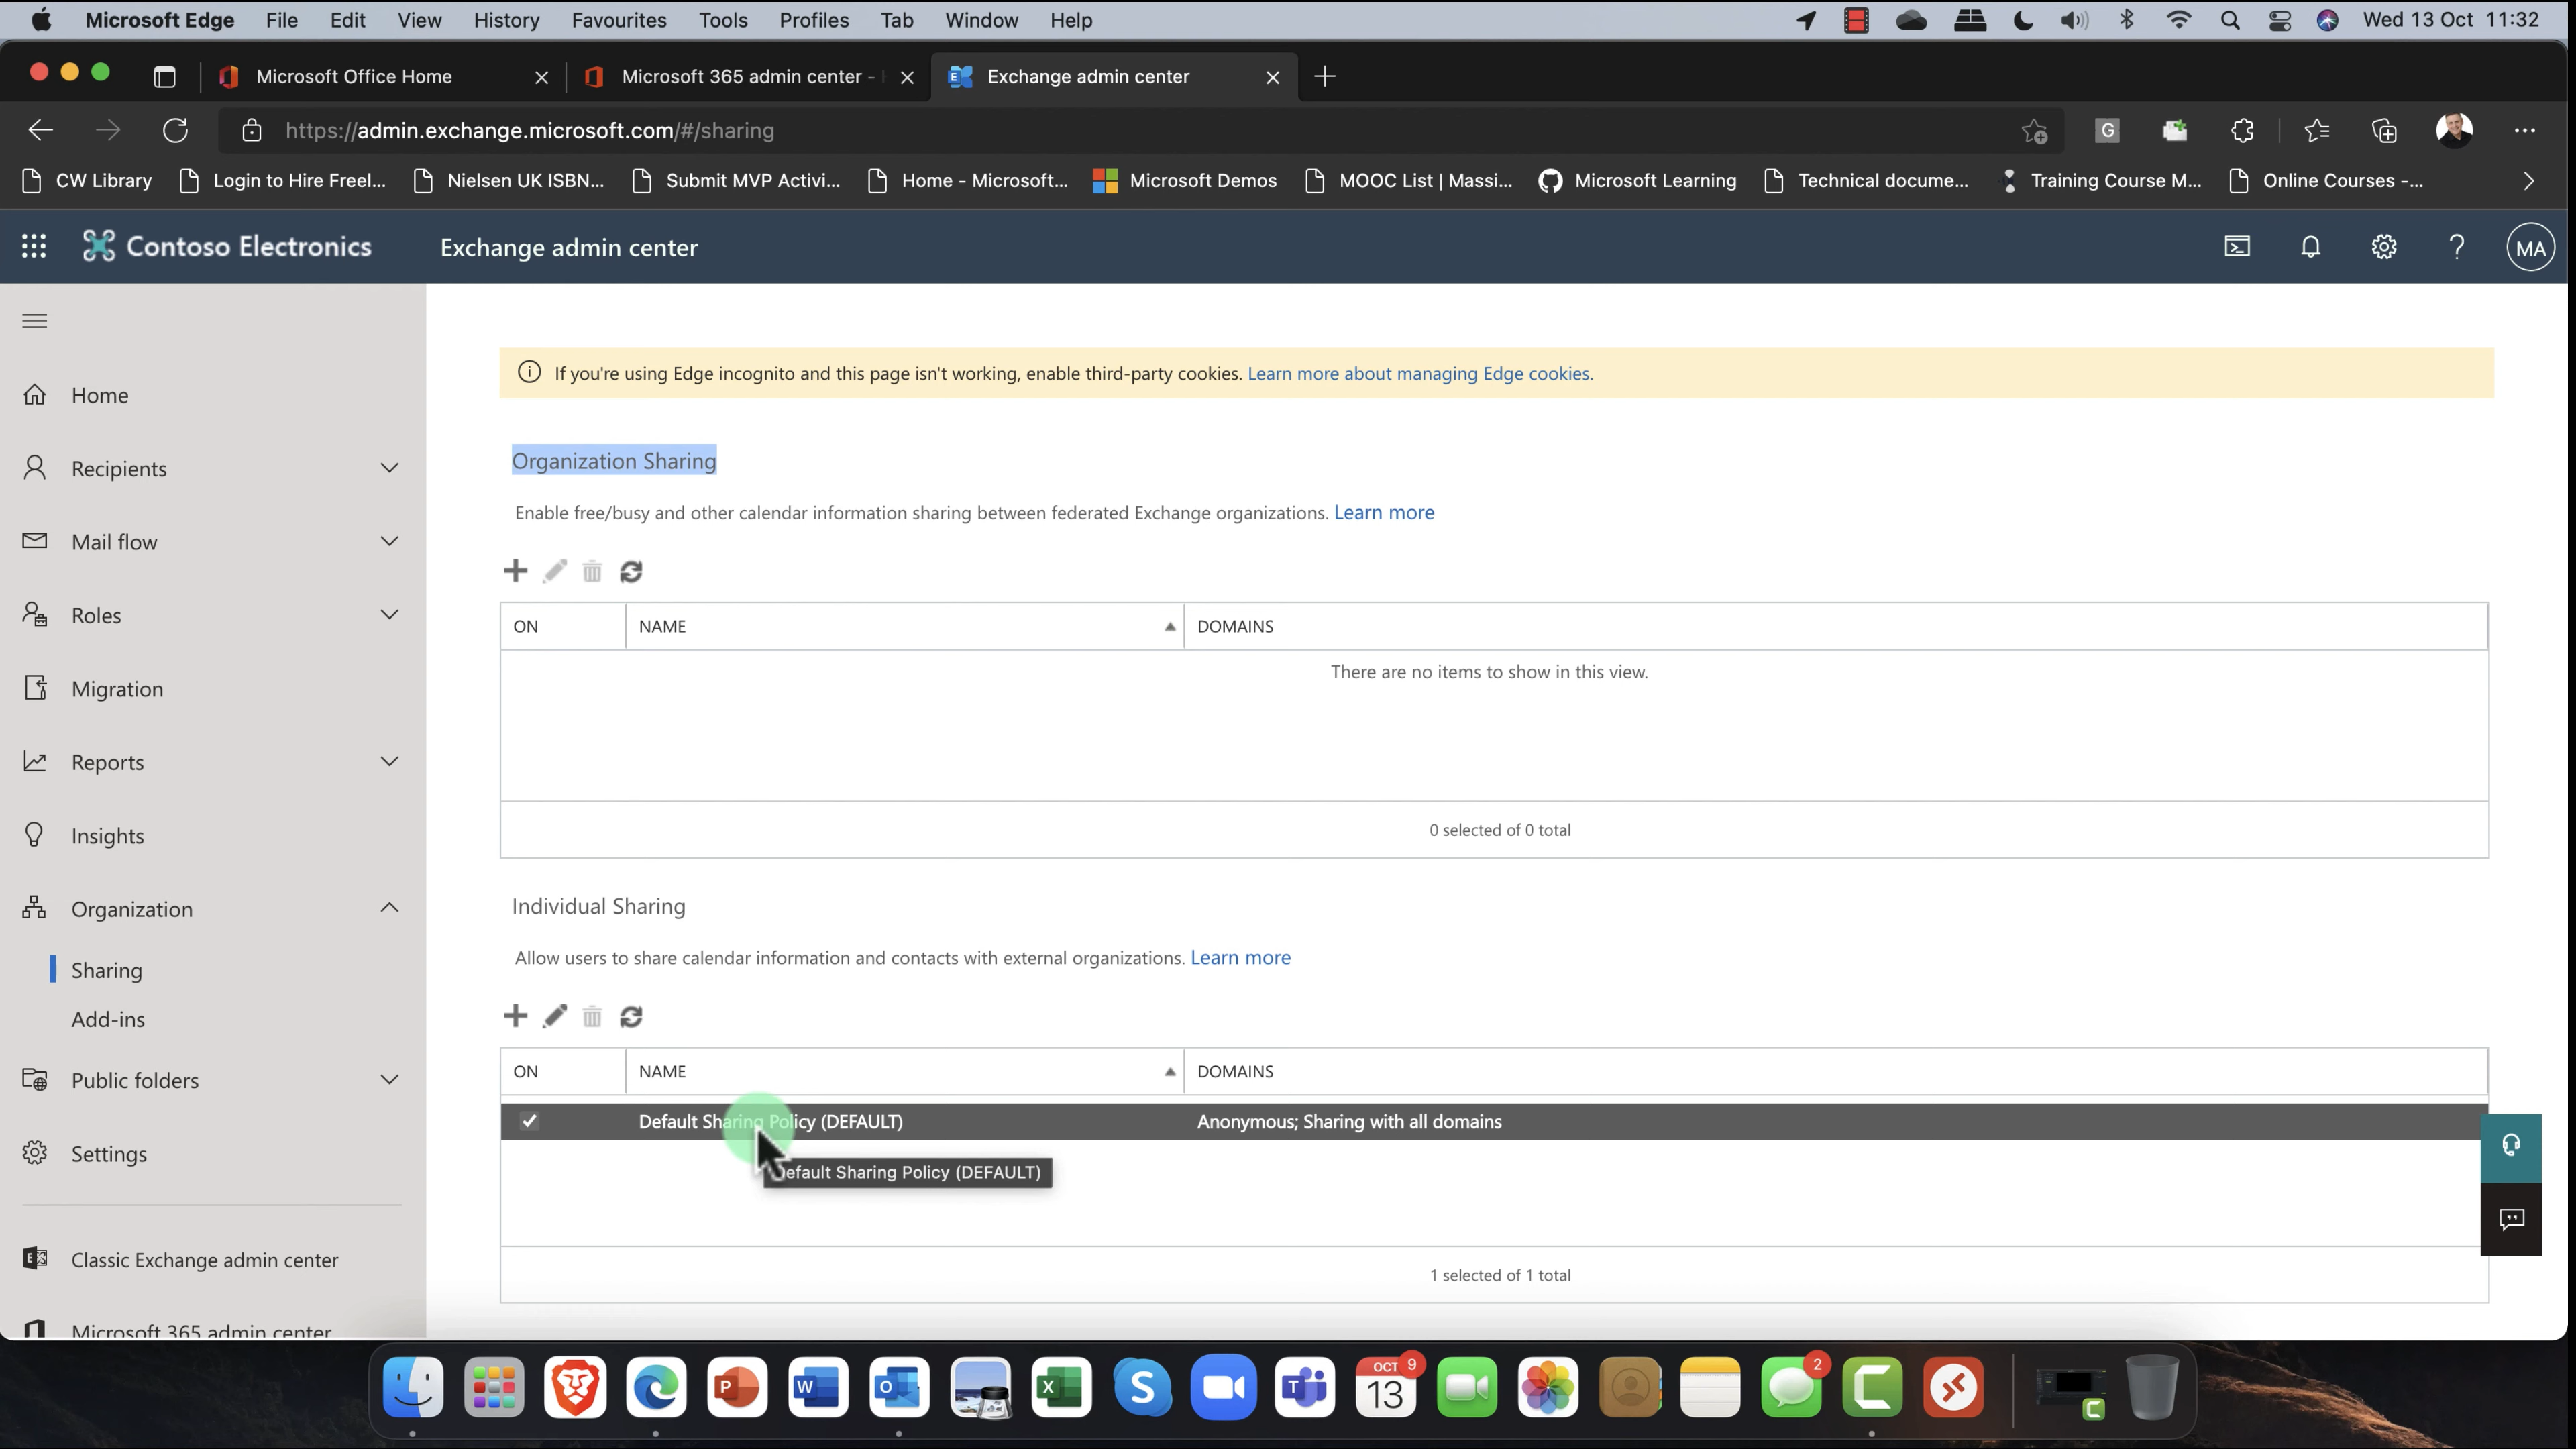 Microsoft Edge File Edit View History Favourites Tools Profiles Tab Window Help Wed 13 Oct 11:32
Microsoft Office Home Microsoft 365 admin center - Exchange admin center
https://admin.exchange.microsoft.com/#/sharing
G
CW Library Login to Hire Freel... Nielsen UK ISBN... Submit MVP Activi... Home - Microsoft... Microsoft Demos MOOC List | Massi... Microsoft Learning Technical docume... Training Course M... Online Courses -...
Contoso Electronics Exchange admin center ? MA
Home
Recipients
Mail flow
Roles
Migration
Reports
Insights
Organization
Sharing
Add-ins
Public folders
Settings
Classic Exchange admin center
Microsoft 365 admin center
If you're using Edge incognito and this page isn't working, enable third-party cookies. Learn more about managing Edge cookies.
Organization Sharing
Enable free/busy and other calendar information sharing between federated Exchange organizations. Learn more
ON NAME DOMAINS
There are no items to show in this view.
0 selected of 0 total
Individual Sharing
Allow users to share calendar information and contacts with external organizations. Learn more
ON NAME DOMAINS
Default Sharing Policy (DEFAULT) Anonymous; Sharing with all domains
Sharing Policy (DEFAULT)
1 selected of 1 total
P W O X S T OCT 9 13 2